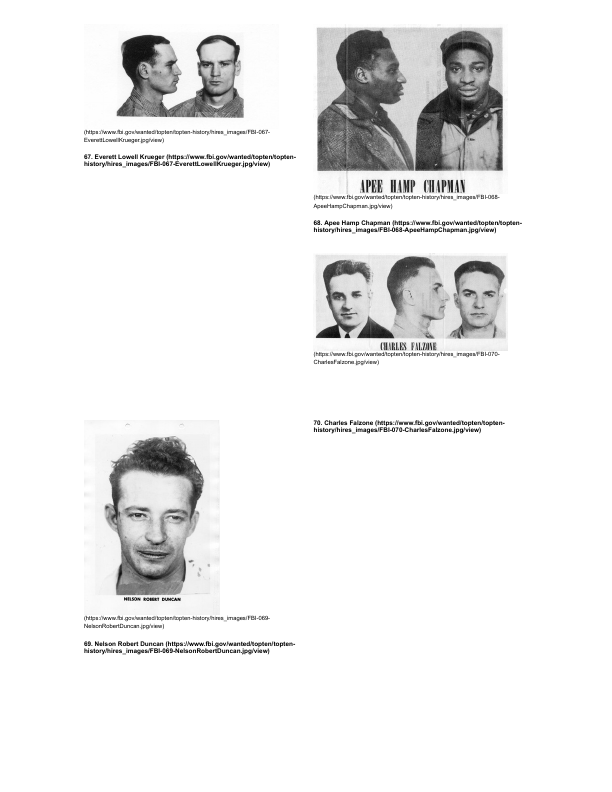 (https://www.fbi.gov/wanted/topten/topten-history/hires_images/FBI-067-
EverettLowellKrueger.jpg/view)
67. Everett Lowell Krueger (https://www.fbi.gov/wanted/topten/topten-
history/hires_images/FBI-067-EverettLowellKrueger.jpg/view)
APEE HAMP CHAPMAN
(https://www.fbi.gov/wanted/topten/topten-history/hires_images/FBI-068-
ApeeHampChapman.jpg/view)
68. Apee Hamp Chapman (https://www.fbi.gov/wanted/topten/topten-
history/hires_images/FBI-068-ApeeHampChapman.jpg/view)
NELSON ROBERT DUNCAN
(https://www.fbi.gov/wanted/topten/topten-history/hires_images/FBI-069-
NelsonRobertDuncan.jpg/view)
69. Nelson Robert Duncan (https://www.fbi.gov/wanted/topten/topten-
history/hires_images/FBI-069-NelsonRobertDuncan.jpg/view)
CHARLES FALZONE
(https://www.fbi.gov/wanted/topten/topten-history/hires_images/FBI-070-
CharlesFalzone.jpg/view)
70. Charles Falzone (https://www.fbi.gov/wanted/topten/topten-
history/hires_images/FBI-070-CharlesFalzone.jpg/view)